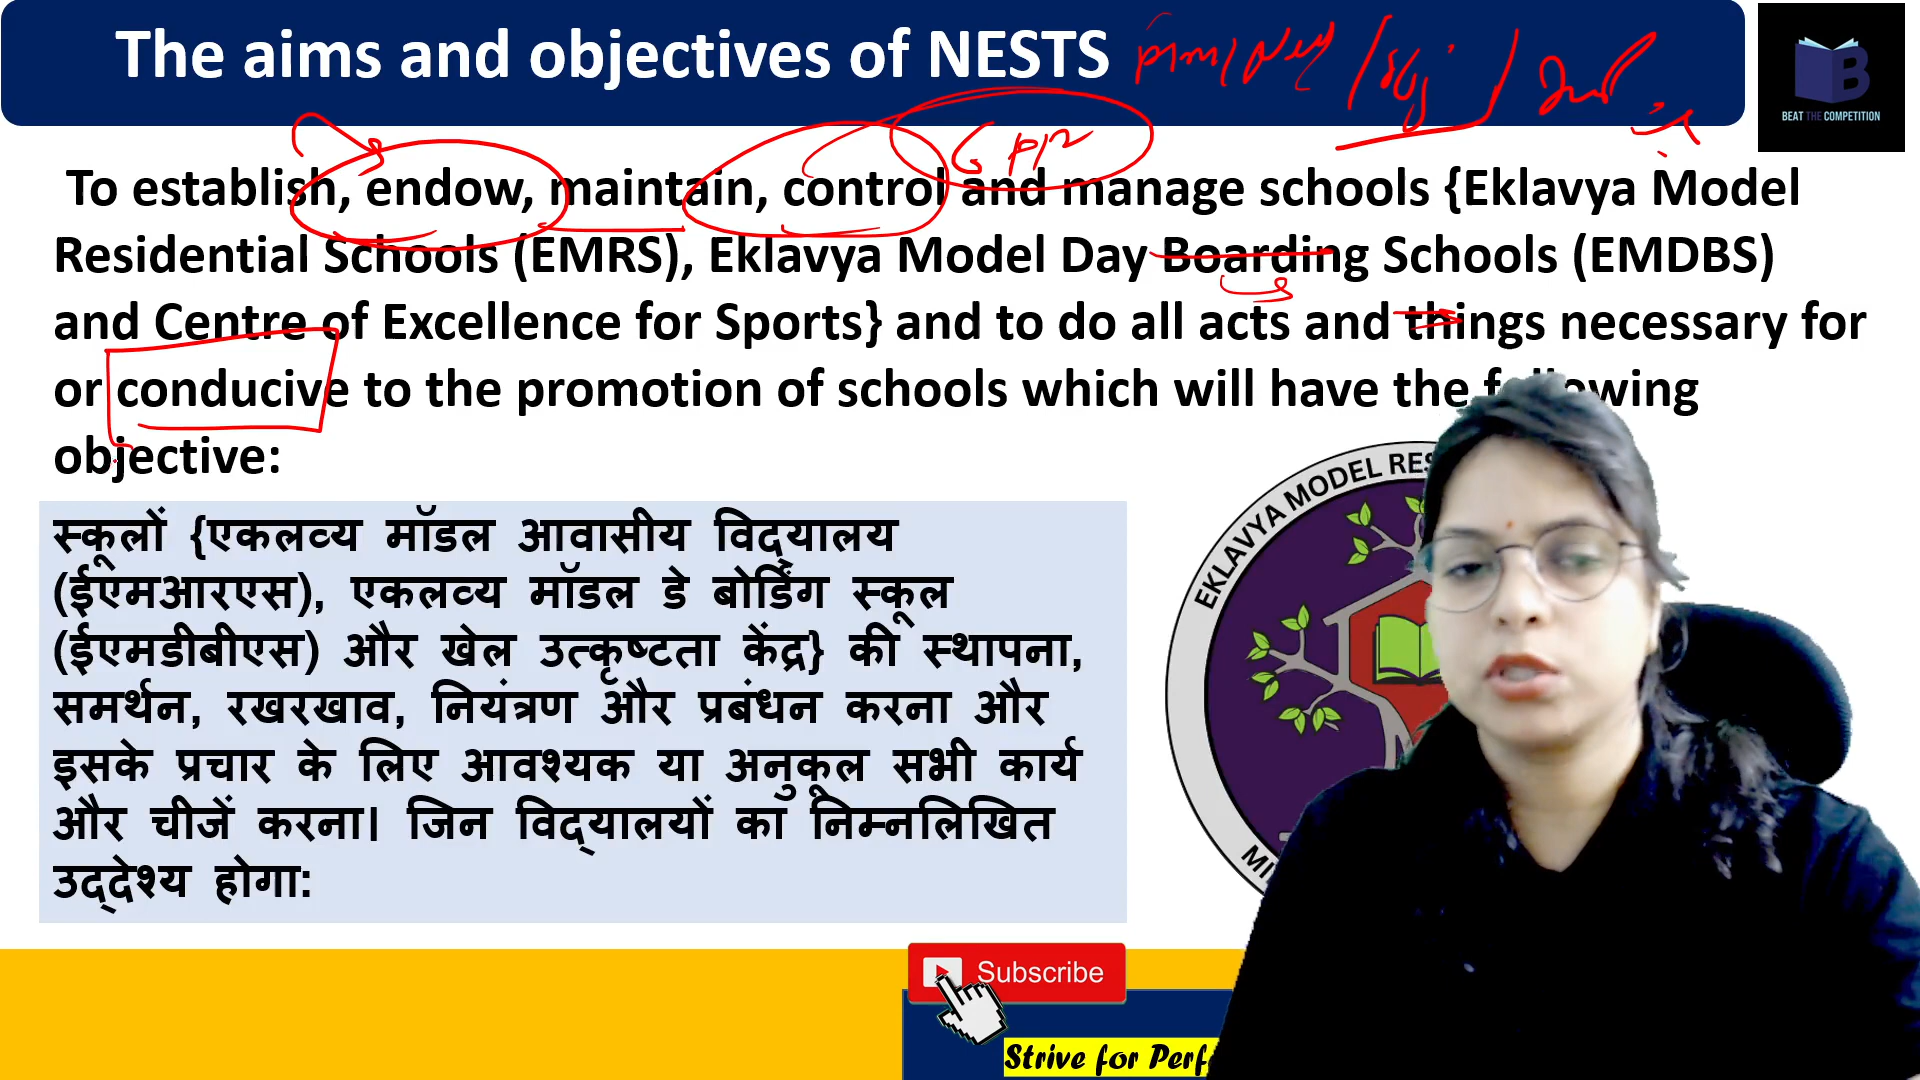 The aims and objectives of NESTS
BEAT THE COMPETITION
To establish, endow, maintain, control and manage schools {Eklavya Model
Residential Schools (EMRS), Eklavya Model Day Boarding Schools (EMDBS)
and Centre of Excellence for Sports} and to do all acts and things necessary for
or conducive to the promotion of schools which will have the following
objective:
स्कूलों {एकलव्य मॉडल आवासीय विद्यालय
(ईएमआरएस), एकलव्य मॉडल डे बोर्डिंग स्कूल
(ईएमडीबीएस) और खेल उत्कृष्टता केंद्र} की स्थापना,
समर्थन, रखरखाव, नियंत्रण और प्रबंधन करना और
इसके प्रचार के लिए आवश्यक या अनुकूल सभी कार्य
और चीजें करना। जिन विद्यालयों का निम्नलिखित
उद्देश्य होगा:
EKLAVYA MODEL RES
MI
Subscribe
Strive for Perf